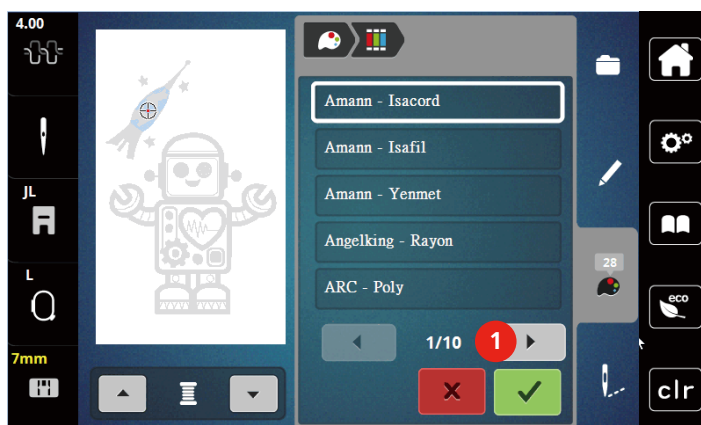 4.00
JL
L
7mm
Amann - Isacord
Amann - Isafil
Amann - Yenmet
Angelking - Rayon
ARC - Poly
1/10
1
28
eco
clr